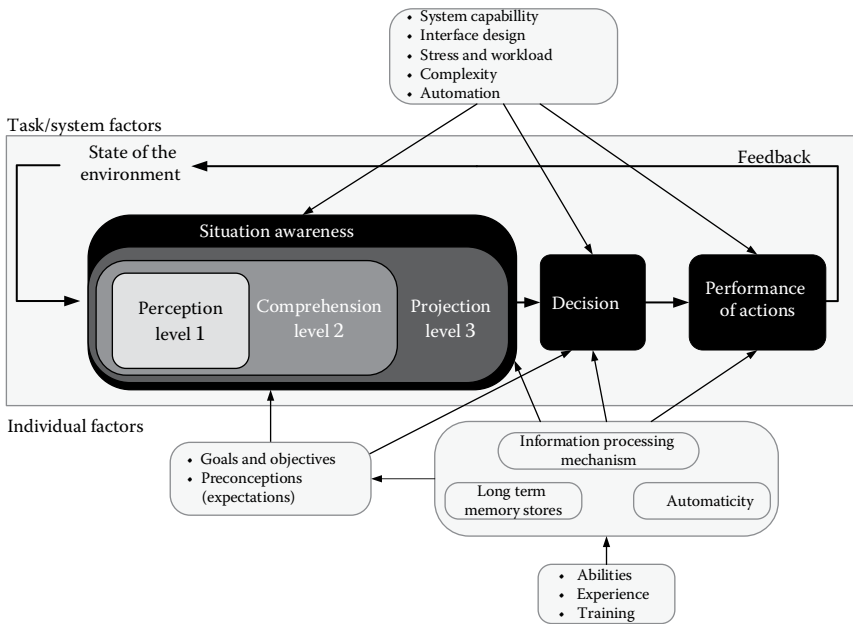 • System capabillity
• Interface design
• Stress and workload
• Complexity
• Automation
Task/system factors
State of the
environment
Feedback
Situation awareness
Perception
level 1
Comprehension
level 2
Projection
level 3
Decision
Performance
of actions
Individual factors
• Goals and objectives
• Preconceptions
(expectations)
Information processing
mechanism
Long term
memory stores
Automaticity
• Abilities
• Experience
• Training